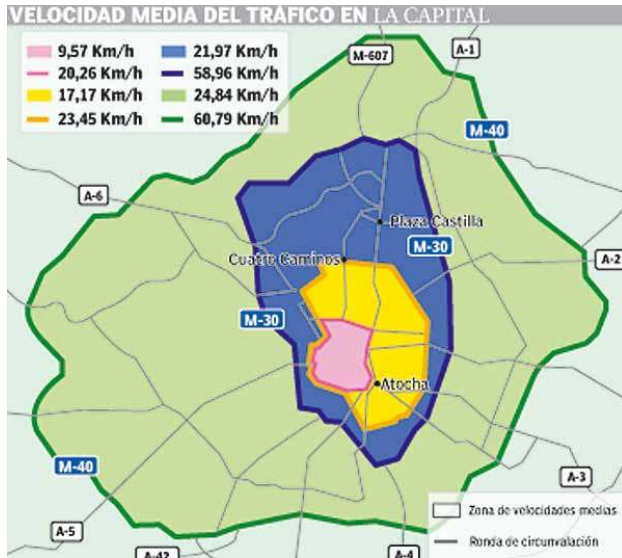 VELOCIDAD MEDIA DEL TRÁFICO EN LA CAPITAL
9,57 Km/h
21,97 Km/h
20,26 Km/h
58,96 Km/h
17,17 Km/h
24,84 Km/h
23,45 Km/h
60,79 Km/h
M-607
A-1
M-40
A-6
Plaza Castilla
M-30
Cuatro Caminos
A-2
M-30
Atocha
M-40
A-3
A-5
A-42
A-4
Zona de velocidades medias
Ronda de circunvalación